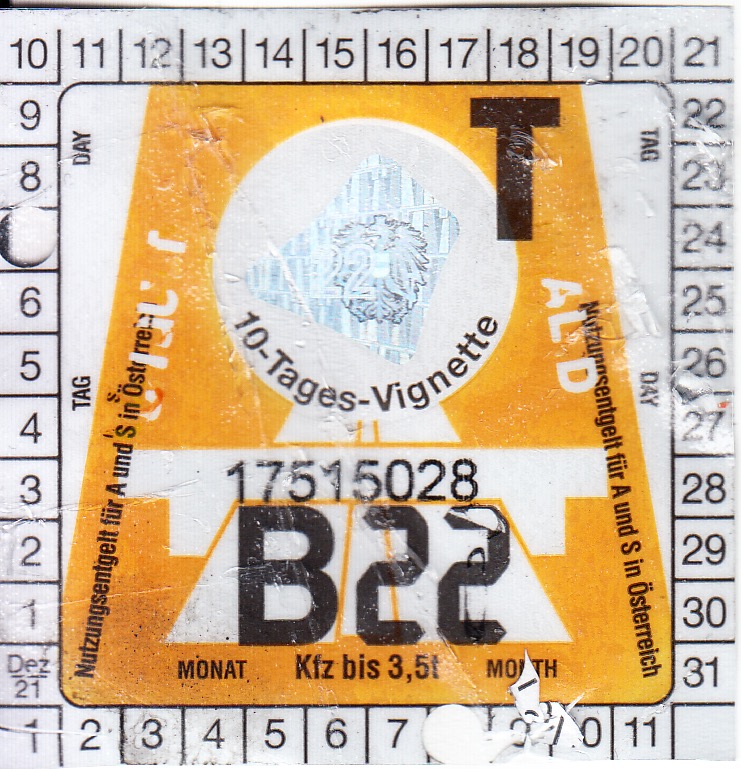 10 11 12 13 14 15 16 17 18 19 20 21
9
8
6
5
4
3
2
1
Dez
21
1 2 3 4 5 6 7 9 11
22
23
24
25
26
27
28
29
30
31
DAY
TAG
TAG
DAY
T
22
10-Tages-Vignette
17515028
B22
MONAT Kfz bis 3,5t MONTH
Nutzungsentgelt für A und S in Österreich
Nutzungsentgelt für A und S in Österreich